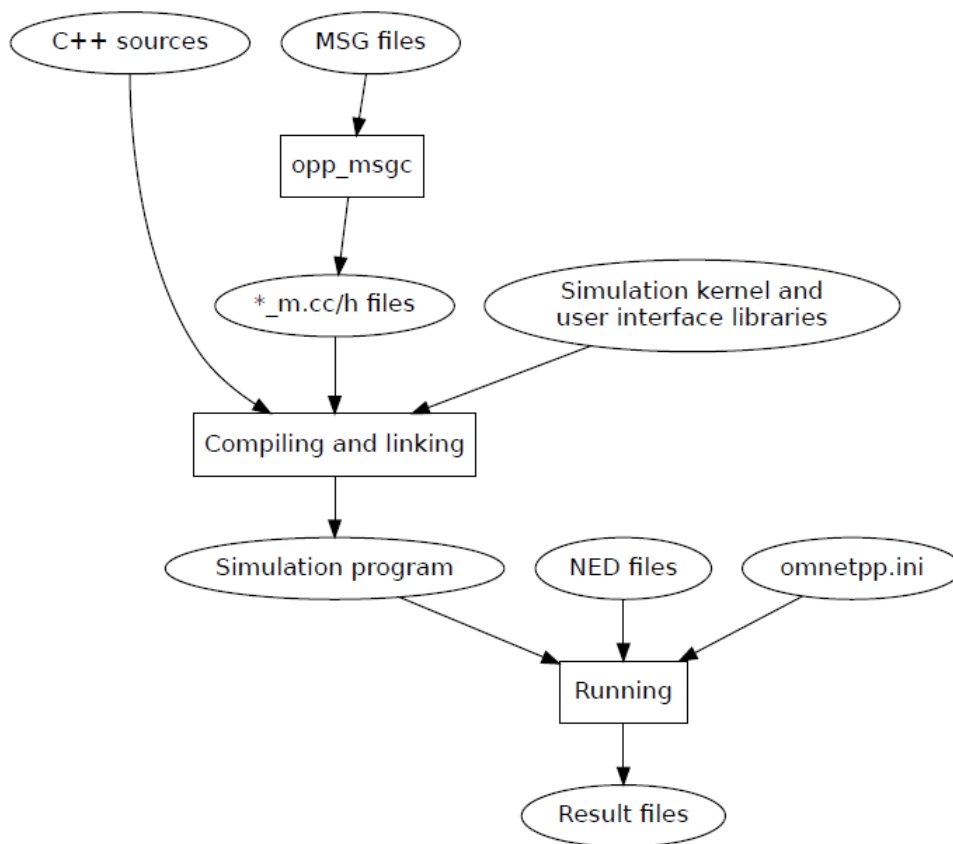 C++ sources
MSG files
opp_msgc
*_m.cc/h files
Simulation kernel and
user interface libraries
Compiling and linking
Simulation program
NED files
omnetpp.ini
Running
Result files